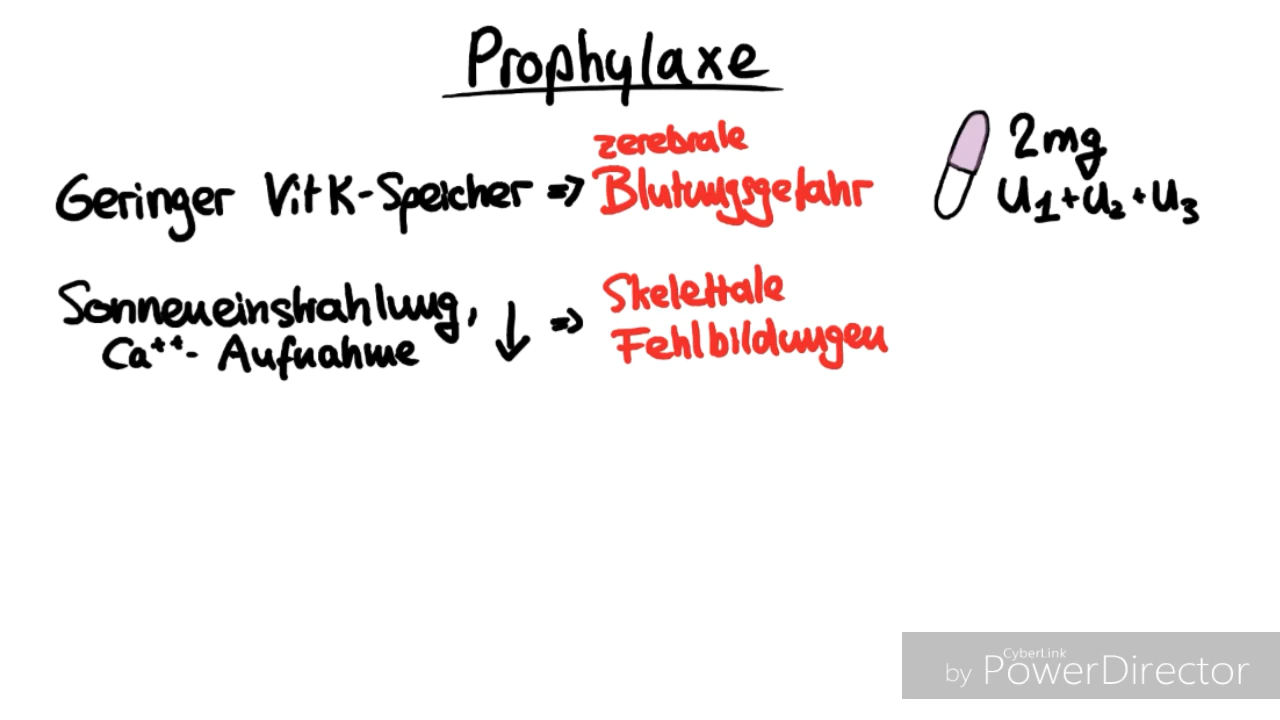 Prophylaxe
Geringer Vit K-Speicher => zerebrale Blutungsgefahr
2mg
U1+U2+U3
Sonneneinstrahlung,
Ca⁺⁺- Aufnahme ↓ => Skelettale
Fehlbildungen
CyberLink
by PowerDirector